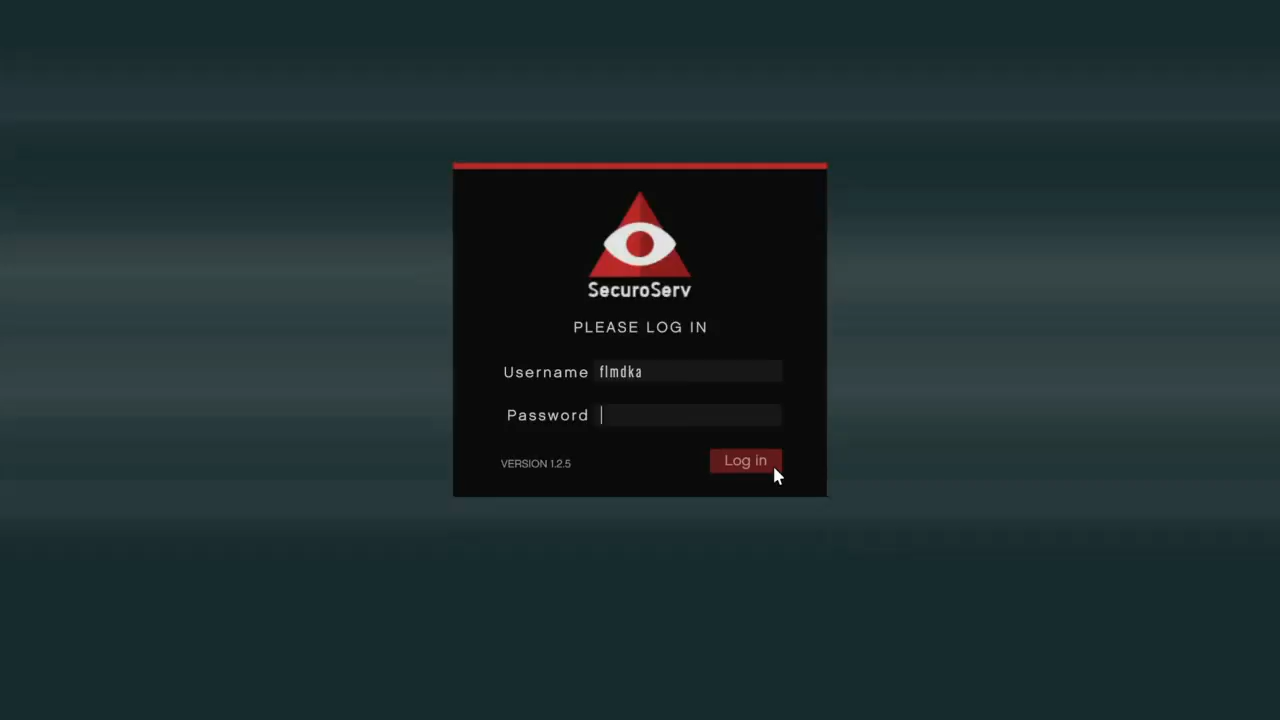 SecuroServ
PLEASE LOG IN
Username flmdka
Password
VERSION 1.2.5 Log in